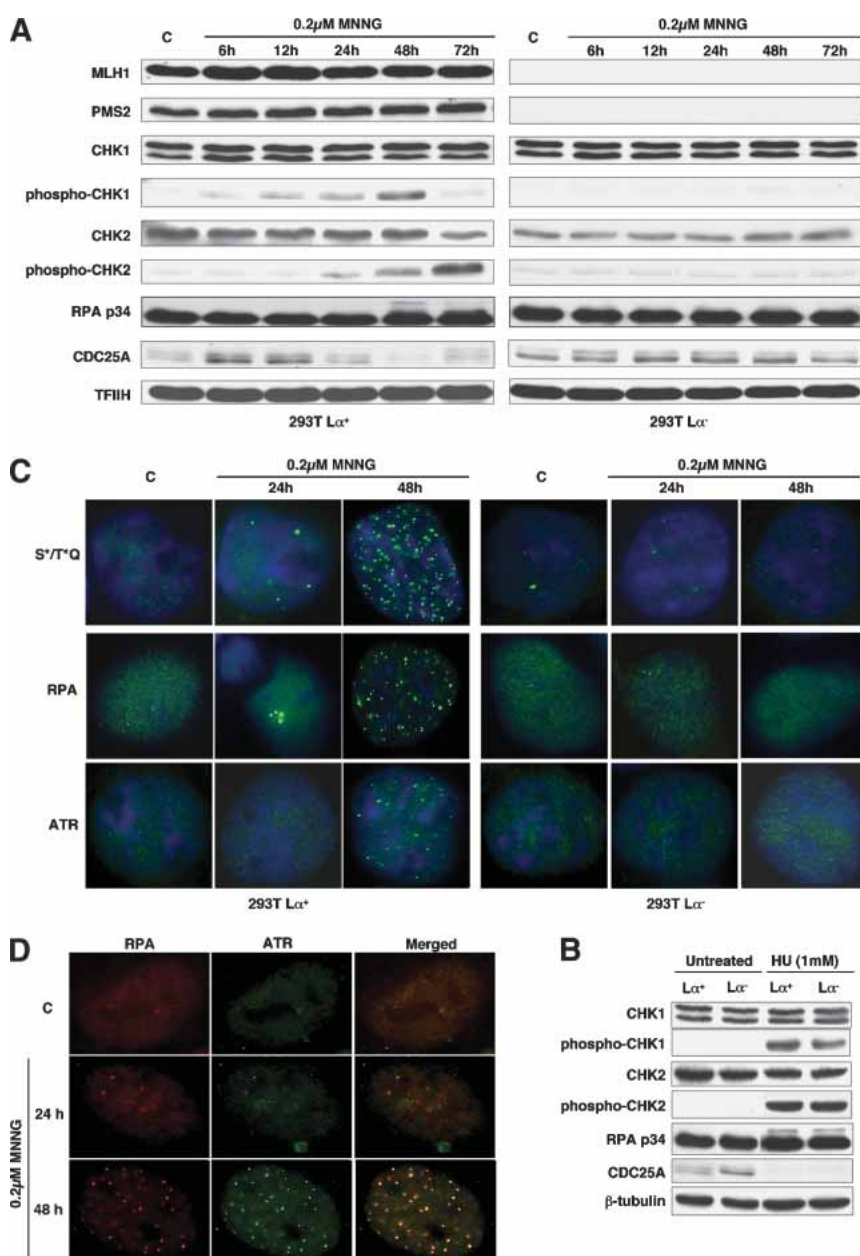 A
C 0.2µM MNNG C 0.2µM MNNG
6h 12h 24h 48h 72h 6h 12h 24h 48h 72h
MLH1
PMS2
CHK1
phospho-CHK1
CHK2
phospho-CHK2
RPA p34
CDC25A
TFIIH
293T Lα⁺ 293T Lα⁻
C
C 0.2µM MNNG C 0.2µM MNNG
24h 48h 24h 48h
S*/T*Q
RPA
ATR
293T Lα⁺ 293T Lα⁻
D
RPA ATR Merged
C
0.2µM MNNG
24 h
48 h
B
Untreated HU (1mM)
Lα⁺ Lα⁻ Lα⁺ Lα⁻
CHK1
phospho-CHK1
CHK2
phospho-CHK2
RPA p34
CDC25A
β-tubulin